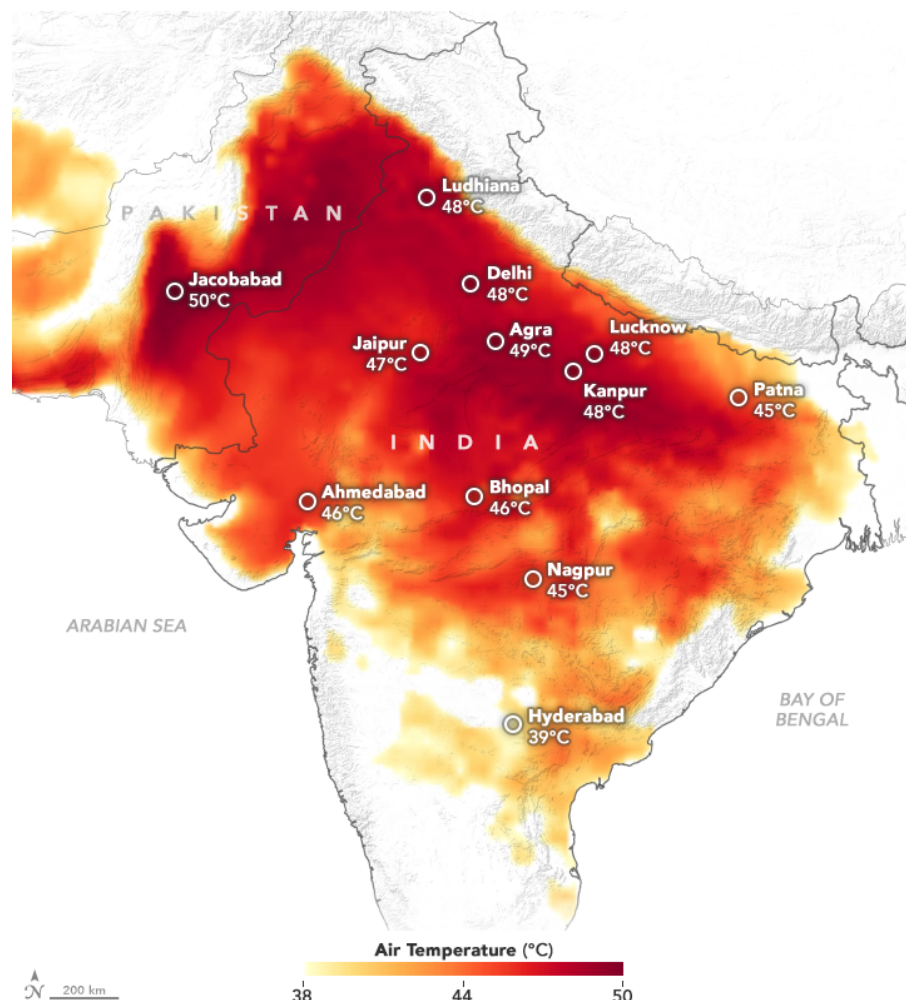 Ludhiana
48°C
PAKISTAN
Jacobabad
50°C
Delhi
48°C
Agra
49°C
Lucknow
48°C
Jaipur
47°C
Kanpur
48°C
Patna
45°C
INDIA
Ahmedabad
46°C
Bhopal
46°C
Nagpur
45°C
ARABIAN SEA
BAY OF
BENGAL
Hyderabad
39°C
Air Temperature (°C)
N
200 km
38
44
50